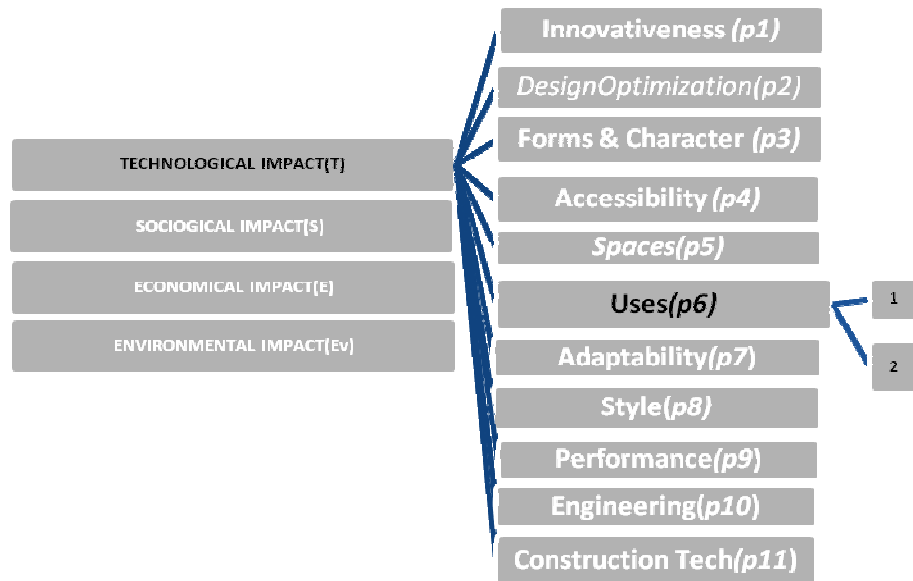 TECHNOLOGICAL IMPACT(T)
SOCIOGICAL IMPACT(S)
ECONOMICAL IMPACT(E)
ENVIRONMENTAL IMPACT(Ev)
Innovativeness (p1)
DesignOptimization(p2)
Forms & Character (p3)
Accessibility (p4)
Spaces(p5)
Uses(p6)
Adaptability(p7)
Style(p8)
Performance(p9)
Engineering(p10)
Construction Tech(p11)
1
2